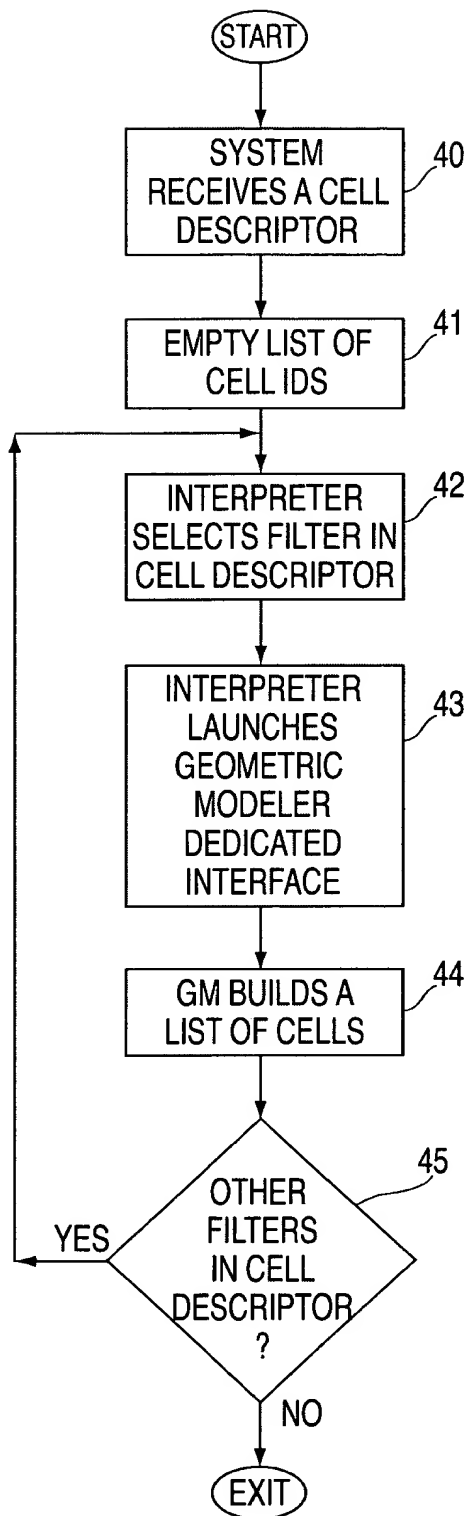 START
SYSTEM
RECEIVES A CELL
DESCRIPTOR
40
EMPTY LIST OF
CELL IDS
41
INTERPRETER
SELECTS FILTER IN
CELL DESCRIPTOR
42
INTERPRETER
LAUNCHES
GEOMETRIC
MODELER
DEDICATED
INTERFACE
43
GM BUILDS A
LIST OF CELLS
44
OTHER
FILTERS
IN CELL
DESCRIPTOR
?
45
YES
NO
EXIT